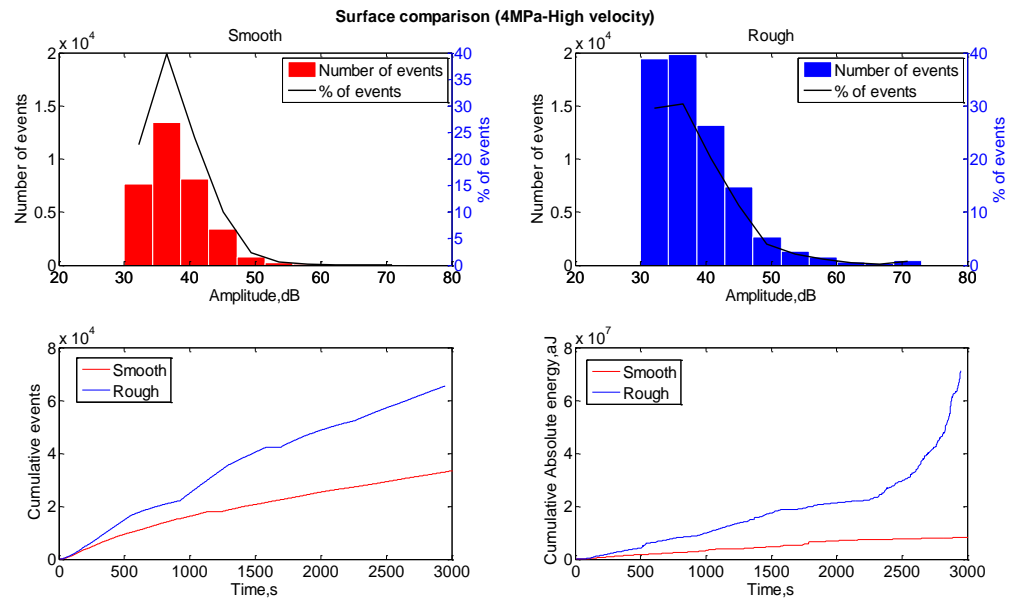 Surface comparison (4MPa-High velocity)
Smooth
x 10^4
Number of events
2
1.5
1
0.5
0
40
35
30
25
20
15
10
5
0
% of events
Number of events
% of events
20 30 40 50 60 70 80
Amplitude,dB
Rough
x 10^4
Number of events
2
1.5
1
0.5
0
40
30
20
10
0
% of events
Number of events
% of events
20 30 40 50 60 70 80
Amplitude,dB
x 10^4
Cumulative events
8
6
4
2
0
Smooth
Rough
0 500 1000 1500 2000 2500 3000
Time,s
x 10^7
Cumulative Absolute energy,aJ
8
6
4
2
0
Smooth
Rough
0 500 1000 1500 2000 2500 3000
Time,s